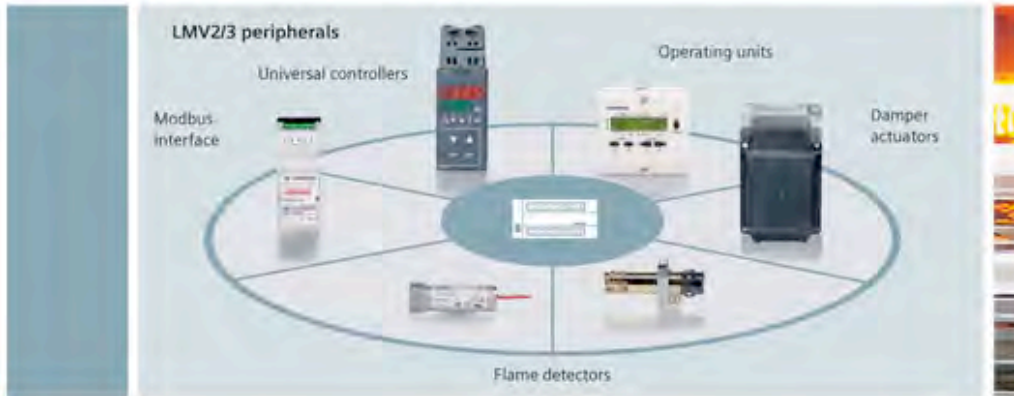 LMV2/3 peripherals
Operating units
Universal controllers
Modbus
interface
Damper
actuators
Flame detectors